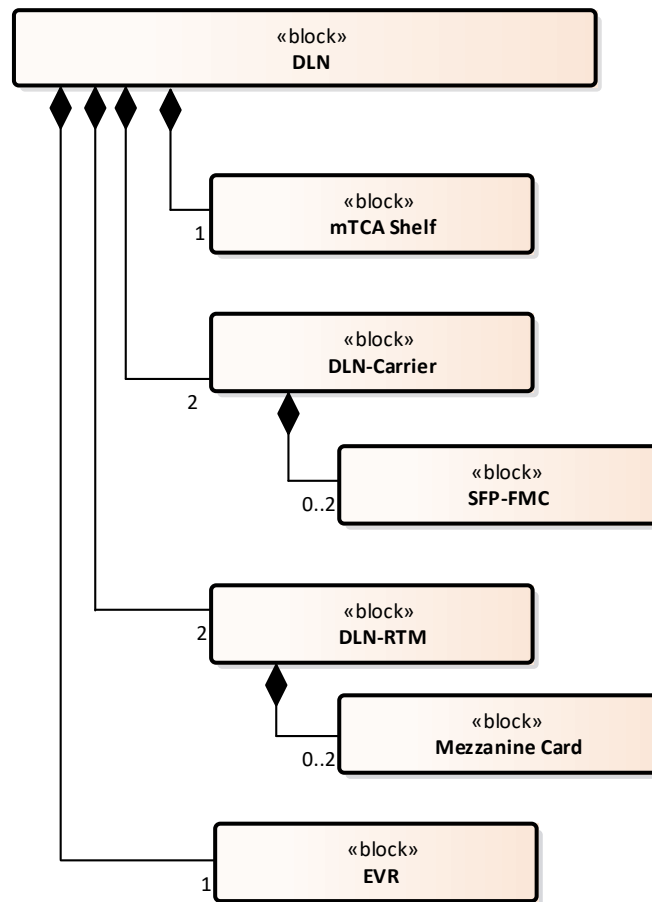 «block»
DLN
«block»
mTCA Shelf
1
«block»
DLN-Carrier
2
«block»
SFP-FMC
0..2
«block»
DLN-RTM
2
«block»
Mezzanine Card
0..2
«block»
EVR
1